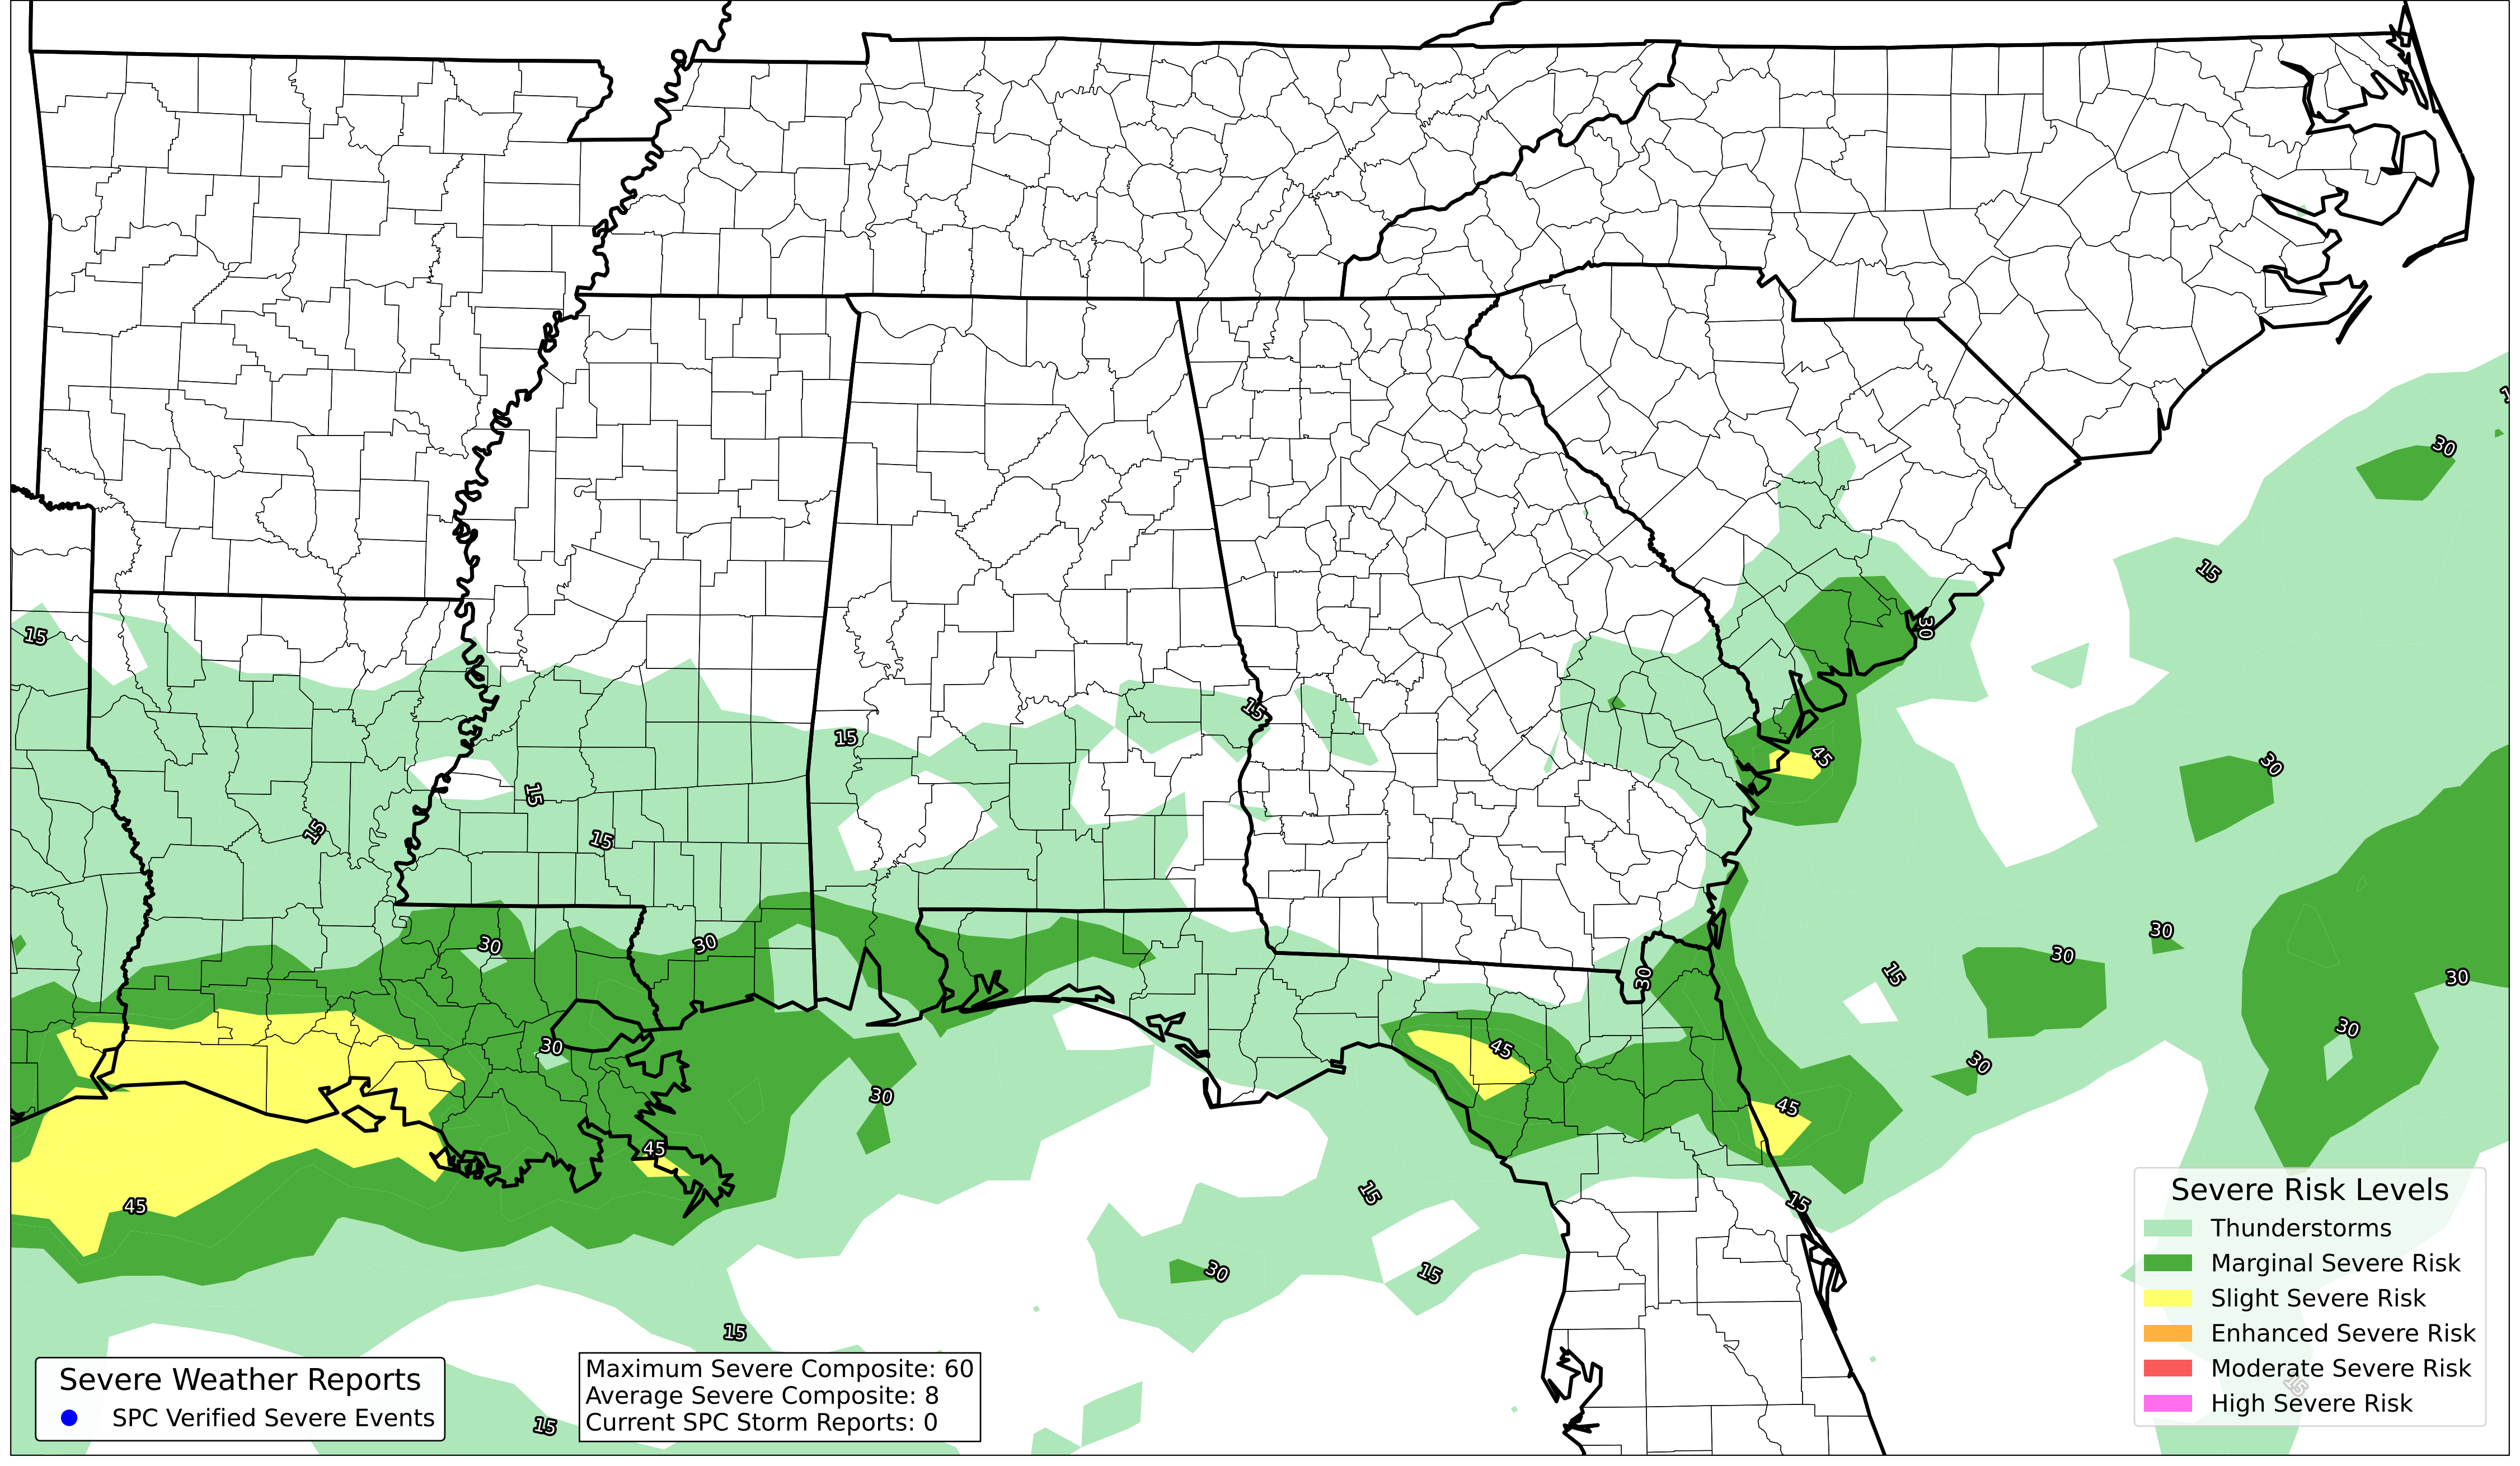 30
15
15
30
15
15
45
30
15
15
15
30
30
30
30
15
30
30
30
30
45
30
30
45
45
15
15
45
30
15
15
15
15
Severe Risk Levels
Thunderstorms
Marginal Severe Risk
Slight Severe Risk
Enhanced Severe Risk
Moderate Severe Risk
High Severe Risk
Severe Weather Reports
SPC Verified Severe Events
Maximum Severe Composite: 60
Average Severe Composite: 8
Current SPC Storm Reports: 0